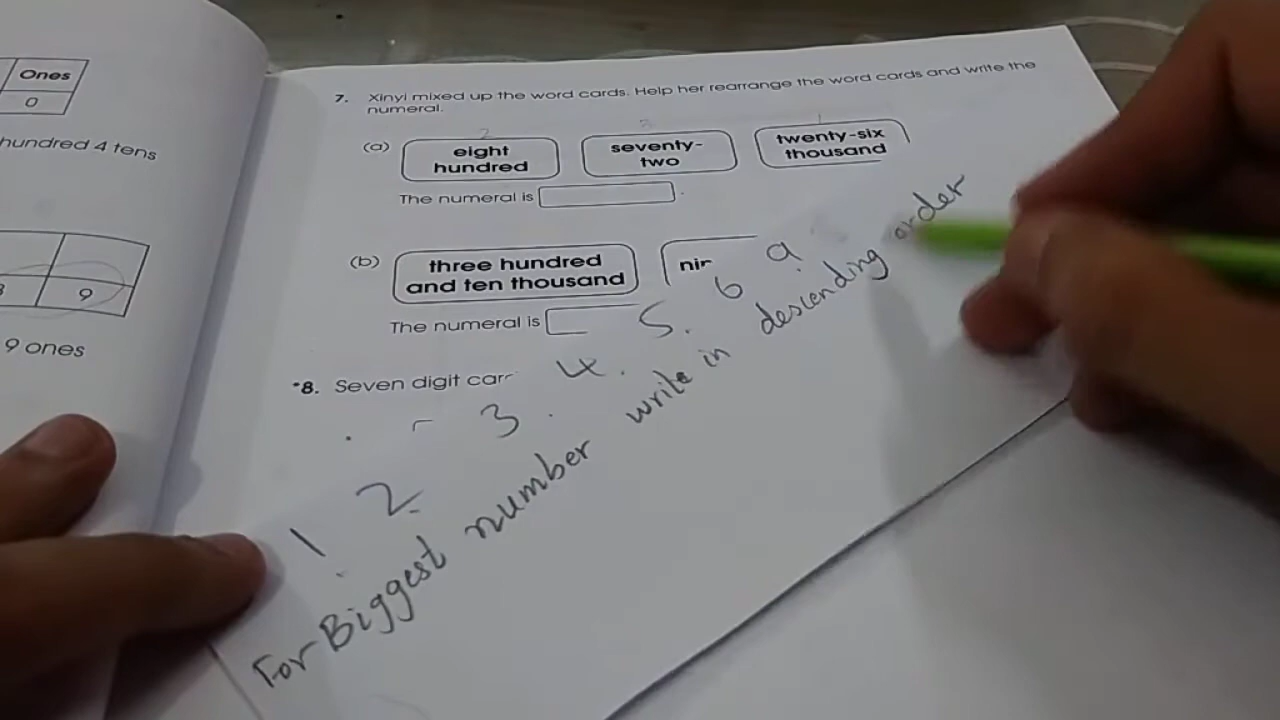 Ones
0
hundred 4 tens
9
9 ones
7. Xinyi mixed up the word cards. Help her rearrange the word cards and write the
numeral.
(a) eight hundred seventy-two twenty-six thousand
The numeral is
(b) three hundred and ten thousand
The numeral is
*8. Seven digit
1 2 3. 4. 5. 6 9
For Biggest number write in descending order